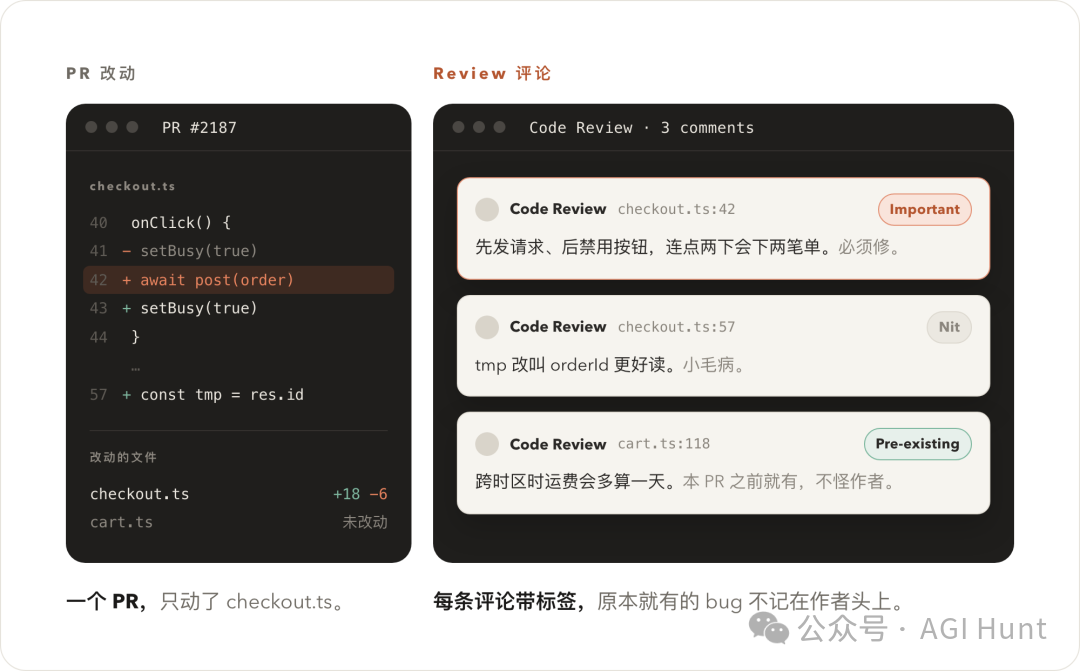 PR 改动
PR #2187
checkout.ts
40 onClick() {
41 − setBusy(true)
42 + await post(order)
43 + setBusy(true)
44 }
…
57 + const tmp = res.id
改动的文件
checkout.ts +18 −6
cart.ts 未改动
一个 PR，只动了 checkout.ts。
Review 评论
Code Review · 3 comments
Code Review checkout.ts:42 Important
先发请求、后禁用按钮，连点两下会下两笔单。必须修。
Code Review checkout.ts:57 Nit
tmp 改叫 orderId 更好读。小毛病。
Code Review cart.ts:118 Pre-existing
跨时区时运费会多算一天。本 PR 之前就有，不怪作者。
每条评论带标签，原本就有的 bug 不记在作者头上。
公众号 · AGI Hunt